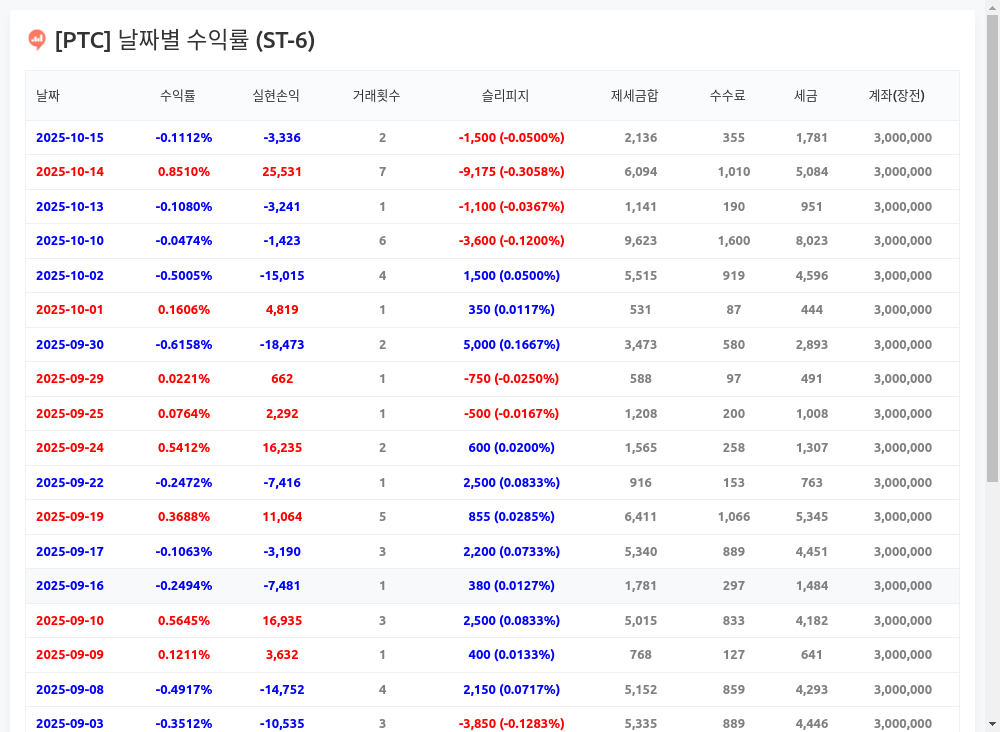 [PTC] 날짜별 수익률 (ST-6)
날짜 수익률 실현손익 거래횟수 슬리피지 제세금합 수수료 세금 계좌(장전)
2025-10-15 -0.1112% -3,336 2 -1,500 (-0.0500%) 2,136 355 1,781 3,000,000
2025-10-14 0.8510% 25,531 7 -9,175 (-0.3058%) 6,094 1,010 5,084 3,000,000
2025-10-13 -0.1080% -3,241 1 -1,100 (-0.0367%) 1,141 190 951 3,000,000
2025-10-10 -0.0474% -1,423 6 -3,600 (-0.1200%) 9,623 1,600 8,023 3,000,000
2025-10-02 -0.5005% -15,015 4 1,500 (0.0500%) 5,515 919 4,596 3,000,000
2025-10-01 0.1606% 4,819 1 350 (0.0117%) 531 87 444 3,000,000
2025-09-30 -0.6158% -18,473 2 5,000 (0.1667%) 3,473 580 2,893 3,000,000
2025-09-29 0.0221% 662 1 -750 (-0.0250%) 588 97 491 3,000,000
2025-09-25 0.0764% 2,292 1 -500 (-0.0167%) 1,208 200 1,008 3,000,000
2025-09-24 0.5412% 16,235 2 600 (0.0200%) 1,565 258 1,307 3,000,000
2025-09-22 -0.2472% -7,416 1 2,500 (0.0833%) 916 153 763 3,000,000
2025-09-19 0.3688% 11,064 5 855 (0.0285%) 6,411 1,066 5,345 3,000,000
2025-09-17 -0.1063% -3,190 3 2,200 (0.0733%) 5,340 889 4,451 3,000,000
2025-09-16 -0.2494% -7,481 1 380 (0.0127%) 1,781 297 1,484 3,000,000
2025-09-10 0.5645% 16,935 3 2,500 (0.0833%) 5,015 833 4,182 3,000,000
2025-09-09 0.1211% 3,632 1 400 (0.0133%) 768 127 641 3,000,000
2025-09-08 -0.4917% -14,752 4 2,150 (0.0717%) 5,152 859 4,293 3,000,000
2025-09-03 -0.3512% -10,535 3 -3,850 (-0.1283%) 5,335 889 4,446 3,000,000